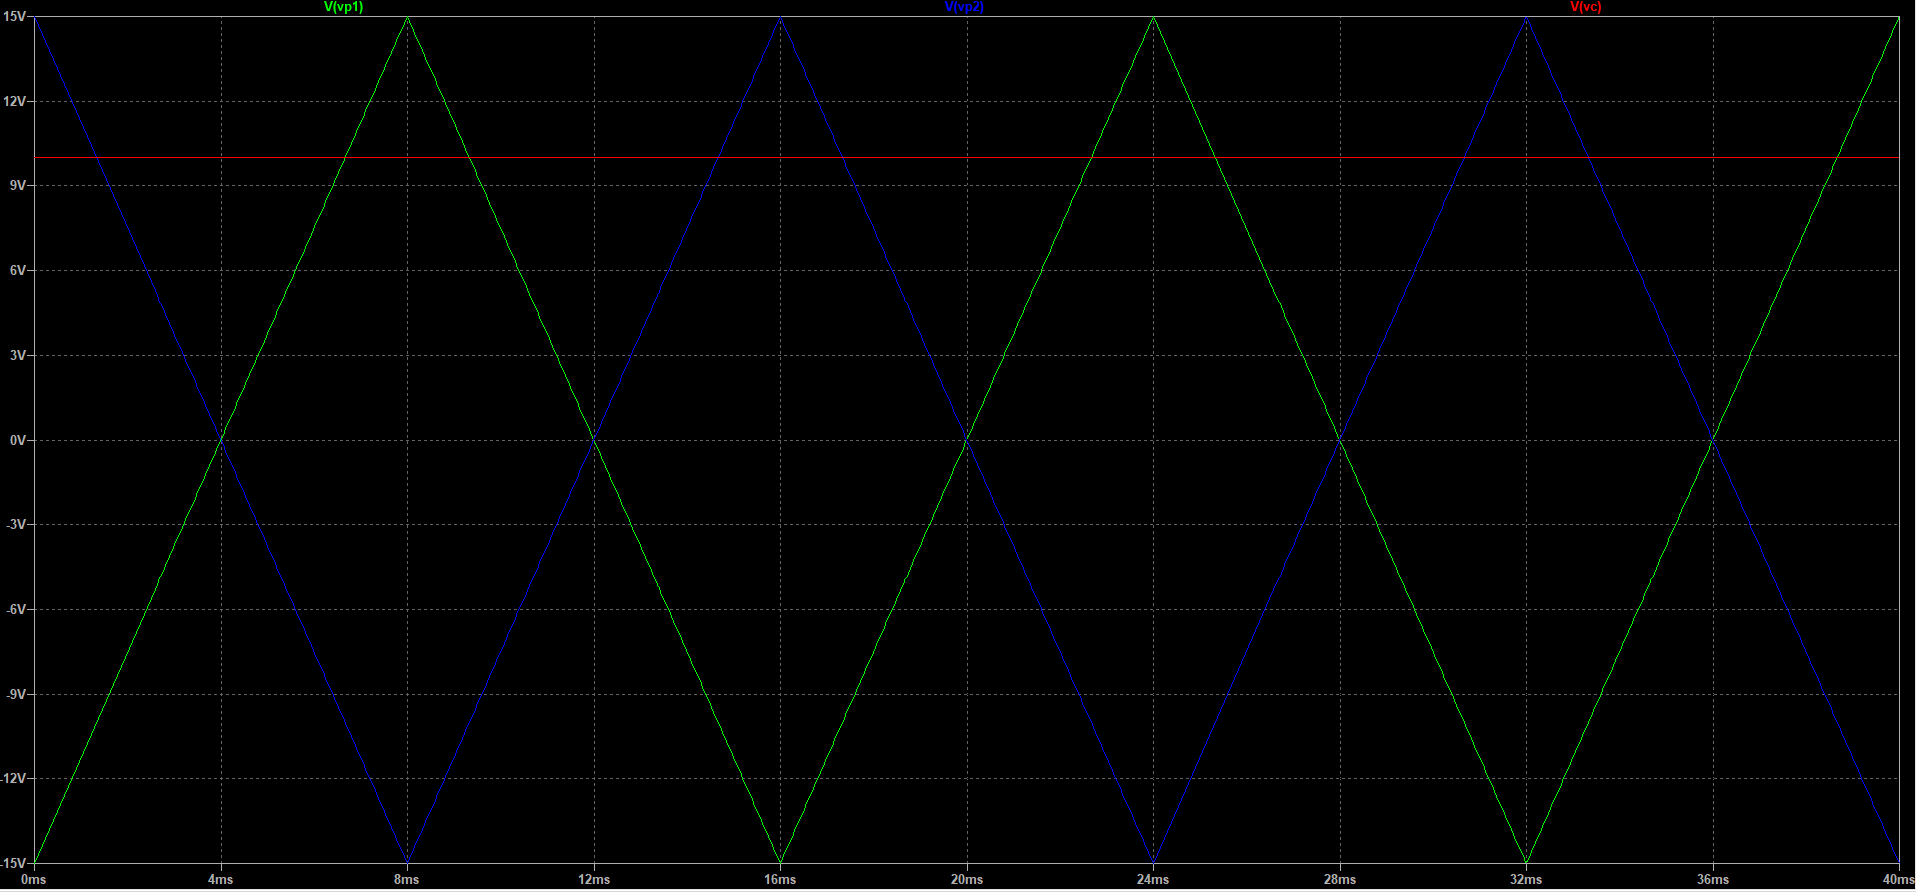 V(vp1) V(vp2) V(vc)
15V
12V
9V
6V
3V
0V
-3V
-6V
-9V
-12V
-15V
0ms 4ms 8ms 12ms 16ms 20ms 24ms 28ms 32ms 36ms 40ms